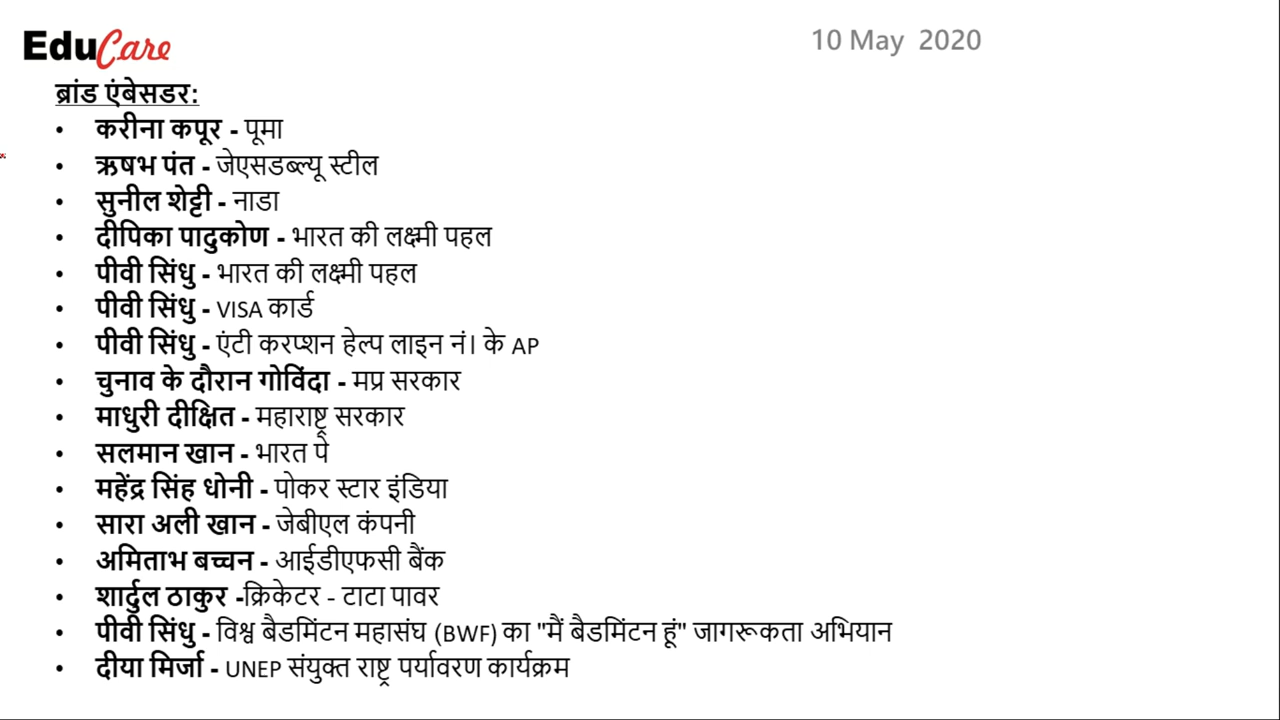 EduCare
10 May 2020
ब्रांड एंबेसडर:
• करीना कपूर - पूमा
• ऋषभ पंत - जेएसडब्ल्यू स्टील
• सुनील शेट्टी - नाडा
• दीपिका पादुकोण - भारत की लक्ष्मी पहल
• पीवी सिंधु - भारत की लक्ष्मी पहल
• पीवी सिंधु - VISA कार्ड
• पीवी सिंधु - एंटी करप्शन हेल्प लाइन नं। के AP
• चुनाव के दौरान गोविंदा - मप्र सरकार
• माधुरी दीक्षित - महाराष्ट्र सरकार
• सलमान खान - भारत पे
• महेंद्र सिंह धोनी - पोकर स्टार इंडिया
• सारा अली खान - जेबीएल कंपनी
• अमिताभ बच्चन - आईडीएफसी बैंक
• शार्दुल ठाकुर -क्रिकेटर - टाटा पावर
• पीवी सिंधु - विश्व बैडमिंटन महासंघ (BWF) का "मैं बैडमिंटन हूं" जागरूकता अभियान
• दीया मिर्जा - UNEP संयुक्त राष्ट्र पर्यावरण कार्यक्रम